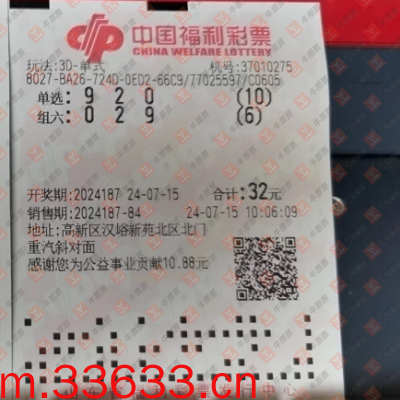 中国福利彩票
CHINA WELFARE LOTTERY
玩法:3D-单式 机号:37010275
8027-BA26-724D-0ED2-66C9/77025597/C0605
单选: 9 2 0 (10)
组六: 0 2 9 (6)
开奖期:2024187 24-07-15 合计:32元
销售期:2024187-84 24-07-15 10:06:09
地址:高新区汉峪新苑北区北门
重汽斜对面
感谢您为公益事业贡献10.88元
m.33633.cn